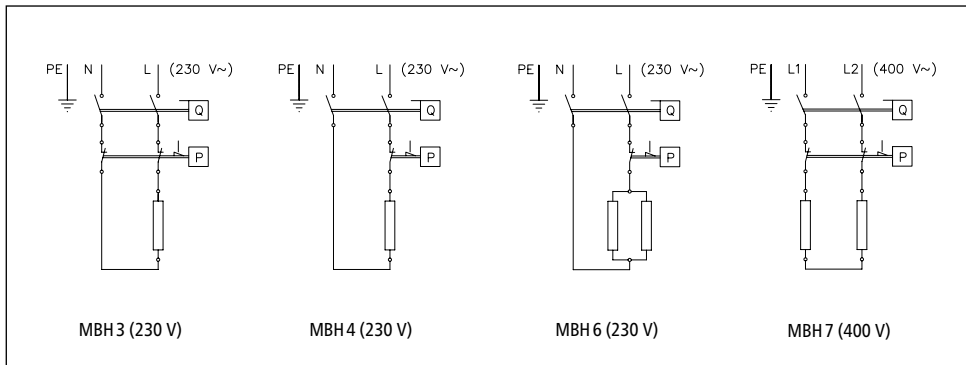 PE N L (230 V~)
Q
P
MBH 3 (230 V)
PE N L (230 V~)
Q
P
MBH 4 (230 V)
PE N L (230 V~)
Q
P
MBH 6 (230 V)
PE L1 L2 (400 V~)
Q
P
MBH 7 (400 V)